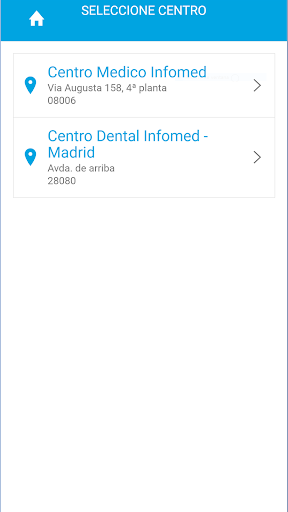 SELECCIONE CENTRO
Centro Medico Infomed
Via Augusta 158, 4ª planta
08006
Centro Dental Infomed -
Madrid
Avda. de arriba
28080